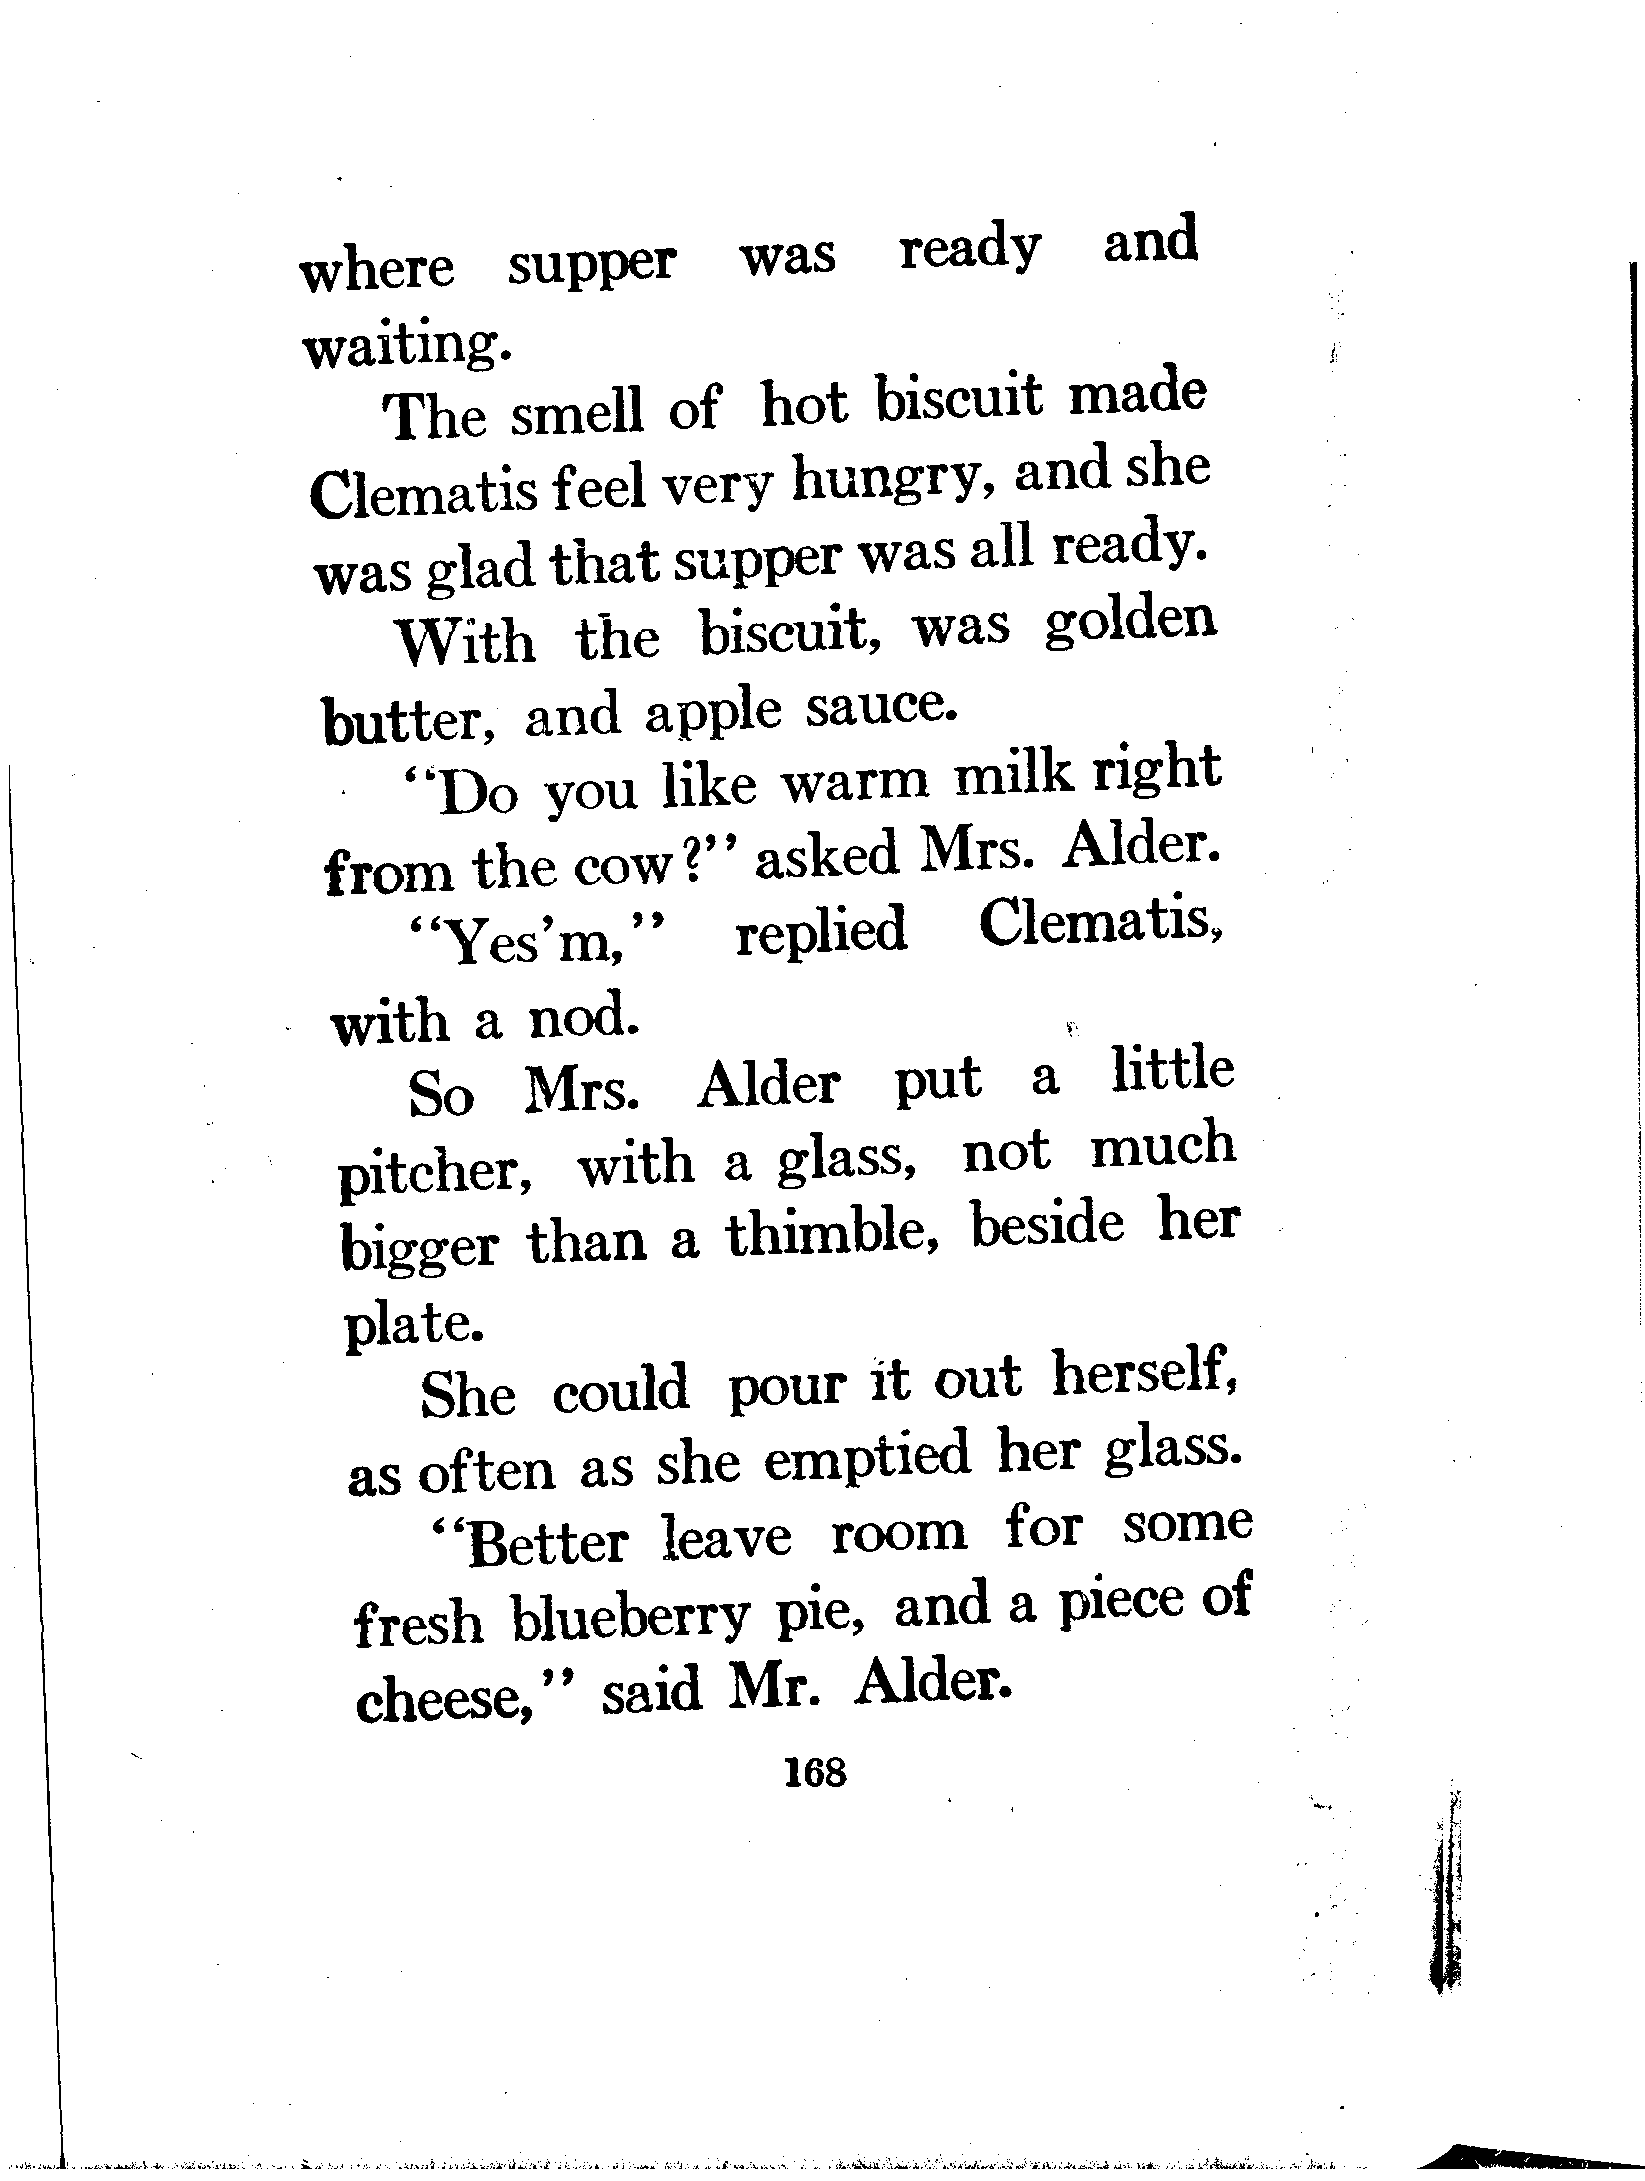 where supper was ready and
waiting.
The smell of hot biscuit made
Clematis feel very hungry, and she
was glad that supper was all ready.
With the biscuit, was golden
butter, and apple sauce.
"Do you like warm milk right
from the cow?" asked Mrs. Alder.
"Yes'm," replied Clematis,
with a nod.
So Mrs. Alder put a little
pitcher, with a glass, not much
bigger than a thimble, beside her
plate.
She could pour it out herself,
as often as she emptied her glass.
"Better leave room for some
fresh blueberry pie, and a piece of
cheese," said Mr. Alder.
168